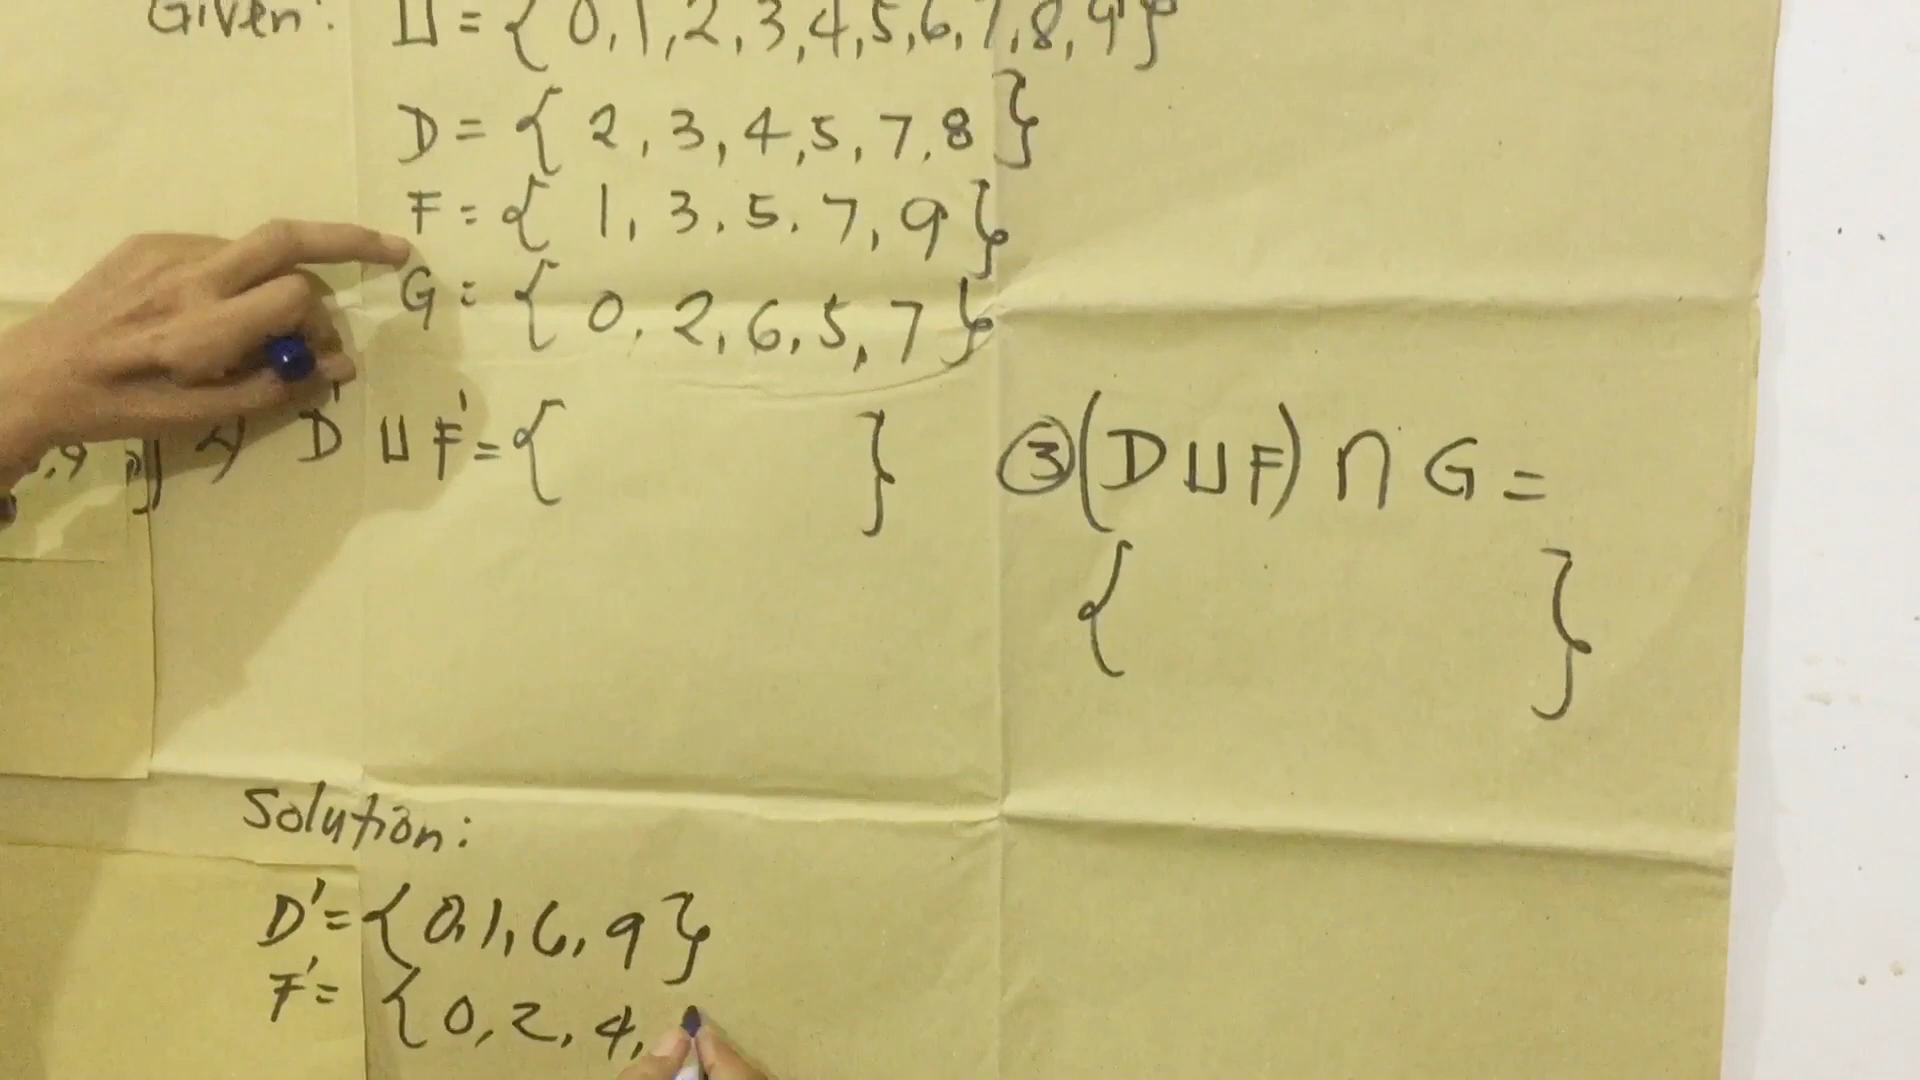 Given: U = { 0, 1, 2, 3, 4, 5, 6, 7, 8, 9 }
D = { 2, 3, 4, 5, 7, 8 }
F = { 1, 3, 5, 7, 9 }
G = { 0, 2, 6, 5, 7 }
, 9 } D' U F' = { }
③ (D U F) ∩ G =
{ }
Solution:
D' = { 0, 1, 6, 9 }
F' = { 0, 2, 4,